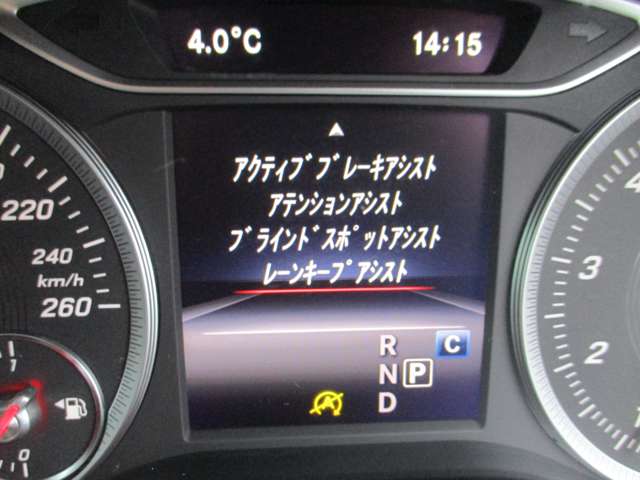 4.0°C 14:15
アクティブブレーキアシスト
アテンションアシスト
ブラインドスポットアシスト
レーンキープアシスト
220
240
km/h
260
4
3
2
1
R C
N P
D
A
1
0